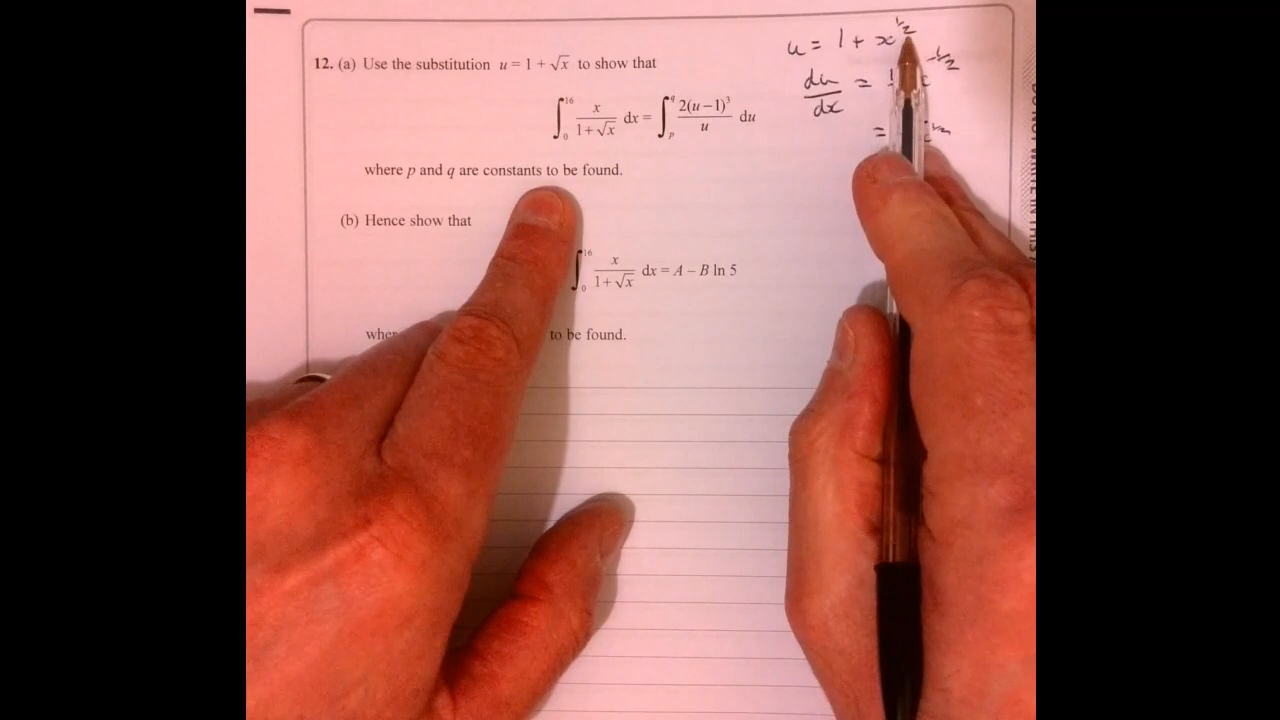 12. (a) Use the substitution u = 1 + √x to show that
∫₀¹⁶ x/(1+√x) dx = ∫ₚ^q 2(u−1)³/u du
where p and q are constants to be found.
(b) Hence show that
∫₀¹⁶ x/(1+√x) dx = A − B ln 5
to be found.
u = 1 + x^½
du/dx =
=